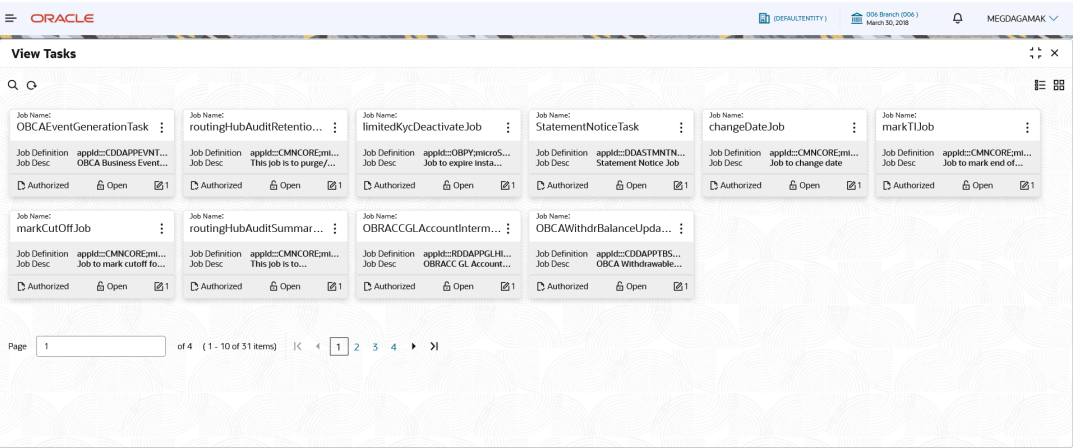 ORACLE
(DEFAULTENTITY)
006 Branch (006 )
March 30, 2018
MEGDAGAMAK
View Tasks
Job Name:
OBCAEventGenerationTask
Job Definition appId:::CDDAPPEVNT...
Job Desc OBCA Business Event...
Authorized Open 1
Job Name:
routingHubAuditRetentio...
Job Definition appId:::CMNCORE;mi...
Job Desc This job is to purge/...
Authorized Open 1
Job Name:
limitedKycDeactivateJob
Job Definition appId:::OBPY;microS...
Job Desc Job to expire insta...
Authorized Open 1
Job Name:
StatementNoticeTask
Job Definition appId:::DDASTMNTN...
Job Desc Statement Notice Job
Authorized Open 1
Job Name:
changeDateJob
Job Definition appId:::CMNCORE;mi...
Job Desc Job to change date
Authorized Open 1
Job Name:
markTIJob
Job Definition appId:::CMNCORE;mi...
Job Desc Job to mark end of...
Authorized Open 1
Job Name:
markCutOffJob
Job Definition appId:::CMNCORE;mi...
Job Desc Job to mark cutoff fo...
Authorized Open 1
Job Name:
routingHubAuditSummar...
Job Definition appId:::CMNCORE;mi...
Job Desc This job is to...
Authorized Open 1
Job Name:
OBRACCGLAccountInterm...
Job Definition appId:::RDDAPPGLHI...
Job Desc OBRACC GL Account...
Authorized Open 1
Job Name:
OBCAWithdrBalanceUpda...
Job Definition appId:::CDDAPPTBS...
Job Desc OBCA Withdrawable...
Authorized Open 1
Page 1 of 4 (1 - 10 of 31 items) 1 2 3 4